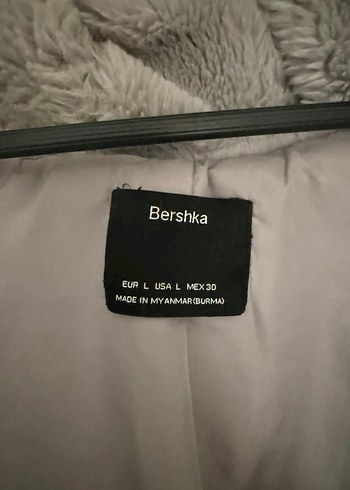 Bershka
EUR L USA L MEX 30
MADE IN MYANMAR (BURMA)